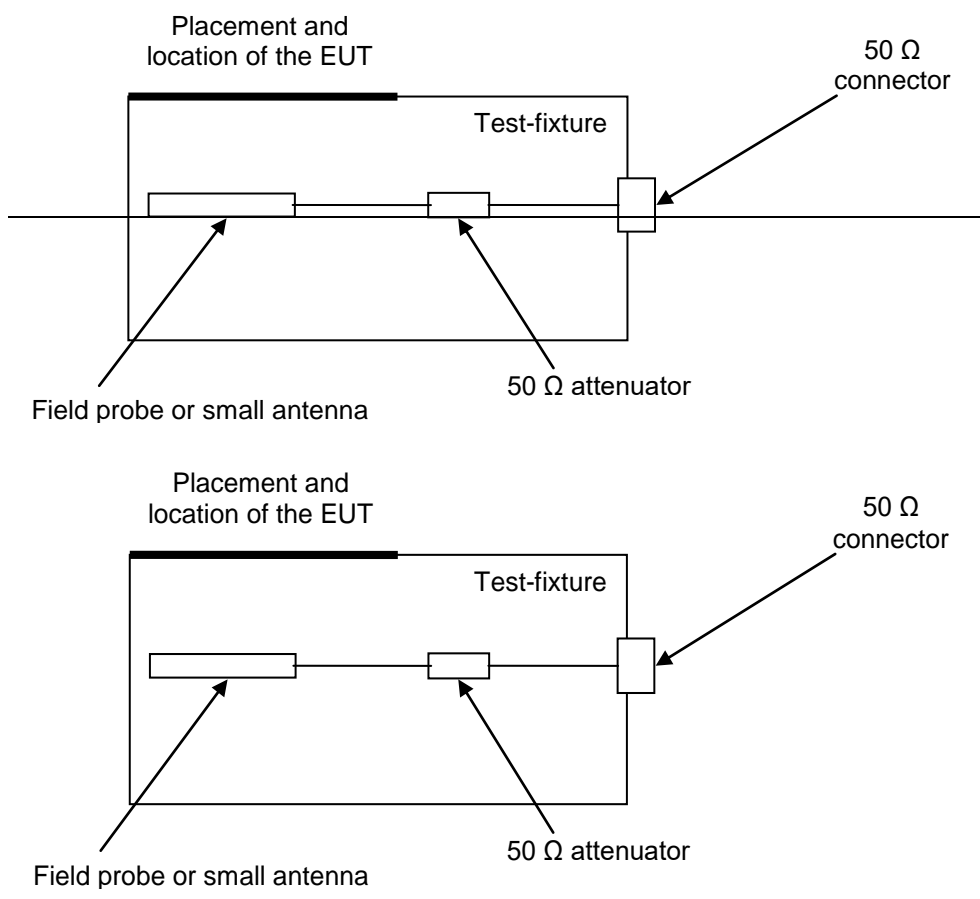 Placement and
location of the EUT
50 Ω
connector
Test-fixture
50 Ω attenuator
Field probe or small antenna
Placement and
location of the EUT
50 Ω
connector
Test-fixture
50 Ω attenuator
Field probe or small antenna